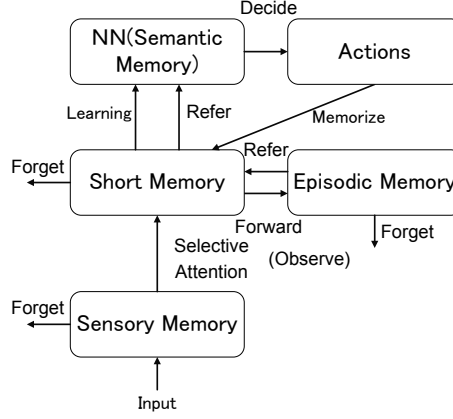 Decide
NN(Semantic
Memory)
Actions
Learning
Refer
Memorize
Forget
Refer
Short Memory
Episodic Memory
Forward
Forget
Selective
(Observe)
Attention
Forget
Sensory Memory
Input